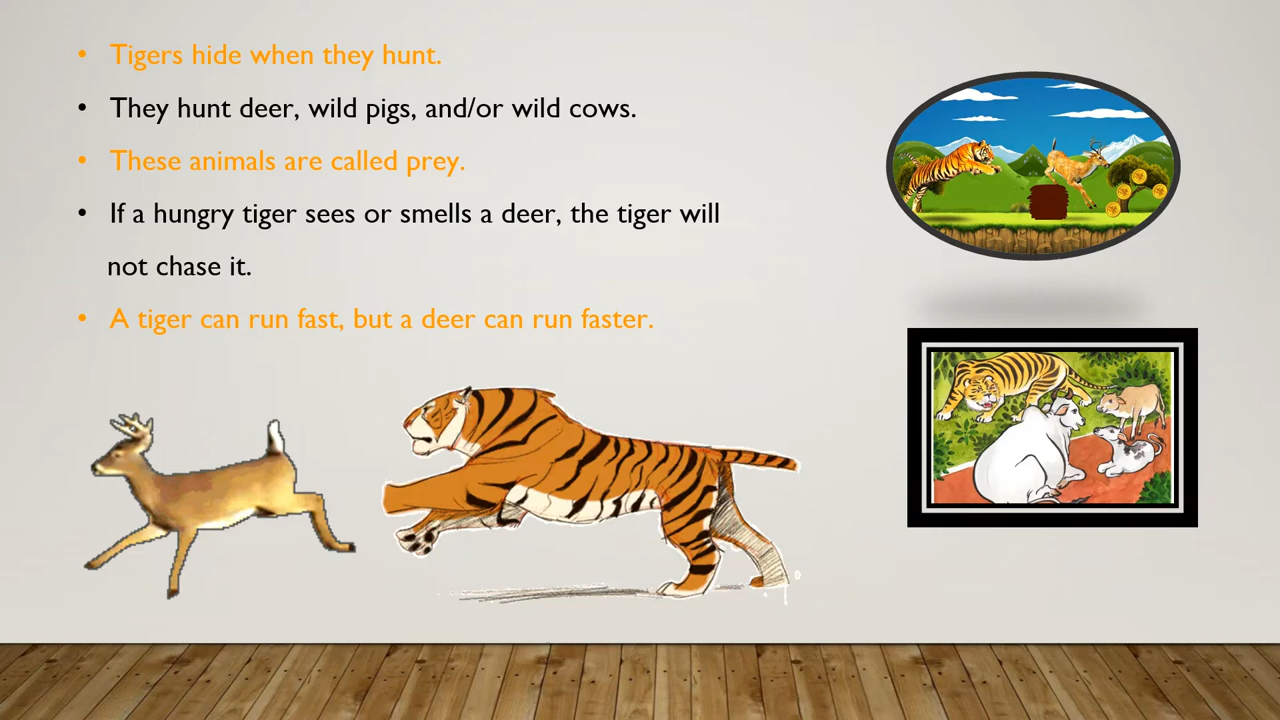 • Tigers hide when they hunt.
• They hunt deer, wild pigs, and/or wild cows.
• These animals are called prey.
• If a hungry tiger sees or smells a deer, the tiger will
not chase it.
• A tiger can run fast, but a deer can run faster.